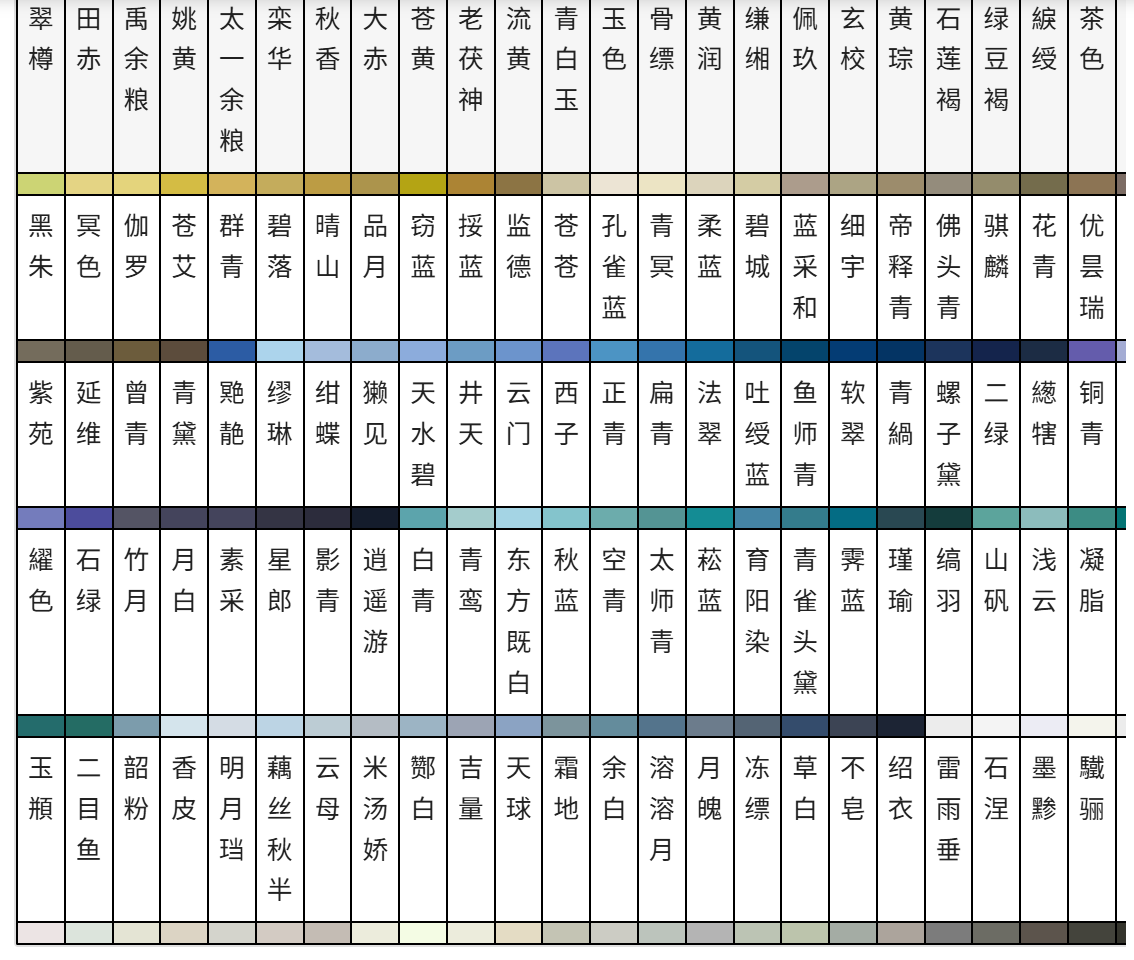 翠樽 田赤 禹余粮 姚黄 太一余粮 栾华 秋香 大赤 苍黄 老茯神 流黄 青白玉 玉色 骨缥 黄润 缣缃 佩玖 玄校 黄琮 石莲褐 绿豆褐 綟绶 茶色
黑朱 冥色 伽罗 苍艾 群青 碧落 晴山 品月 窃蓝 挼蓝 监德 苍苍 孔雀蓝 青冥 柔蓝 碧城 蓝采和 细宇 帝释青 佛头青 骐麟 花青 优昙瑞
紫苑 延维 曾青 青黛 䴙靘 缪琳 绀蝶 獭见 天水碧 井天 云门 西子 正青 扁青 法翠 吐绶蓝 鱼师青 软翠 青緺 螺子黛 二绿 緫犗 铜青
綼色 石绿 竹月 月白 素采 星郎 影青 逍遥游 白青 青鸾 东方既白 秋蓝 空青 太师青 菘蓝 育阳染 青雀头黛 霁蓝 瑾瑜 缟羽 山矾 浅云 凝脂
玉頩 二目鱼 韶粉 香皮 明月珰 藕丝秋半 云母 米汤娇 酂白 吉量 天球 霜地 余白 溶溶月 月魄 冻缥 草白 不皂 绍衣 雷雨垂 石涅 墨黪 驖骊